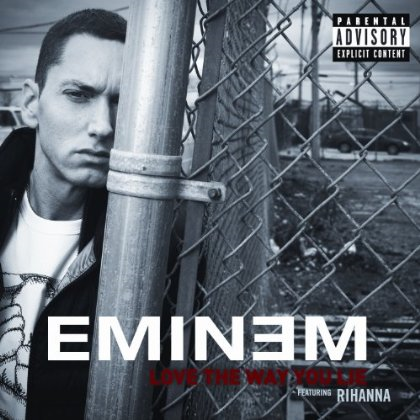 PARENTAL
ADVISORY
EXPLICIT CONTENT
EMINƎM
LOVE THE WAY YOU LIE
FEATURING RIHANNA